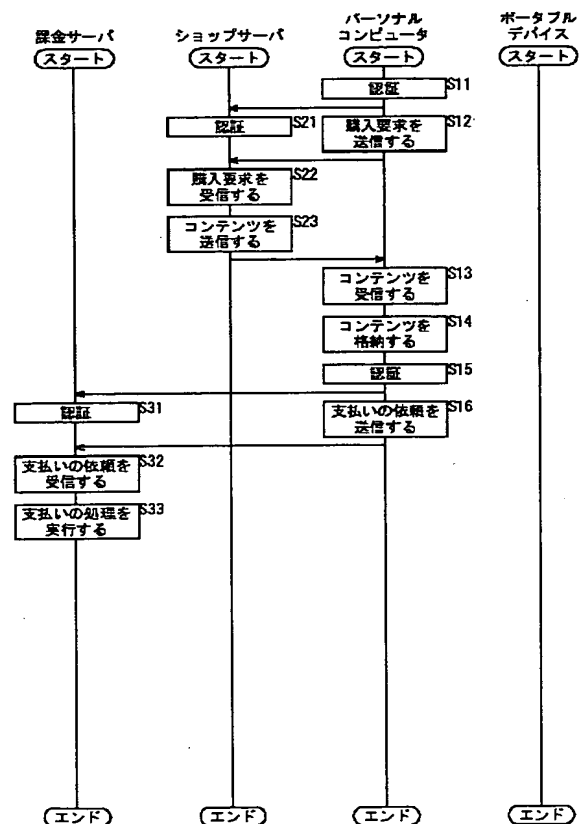 課金サーバ
ショップサーバ
パーソナル
コンピュータ
ポータブル
デバイス
スタート
スタート
スタート
スタート
認証
S11
認証
S21
購入要求を
送信する
S12
購入要求を
受信する
S22
コンテンツを
送信する
S23
コンテンツを
受信する
S13
コンテンツを
格納する
S14
認証
S15
認証
S31
支払いの依頼を
送信する
S16
支払いの依頼を
受信する
S32
支払いの処理を
実行する
S33
エンド
エンド
エンド
エンド